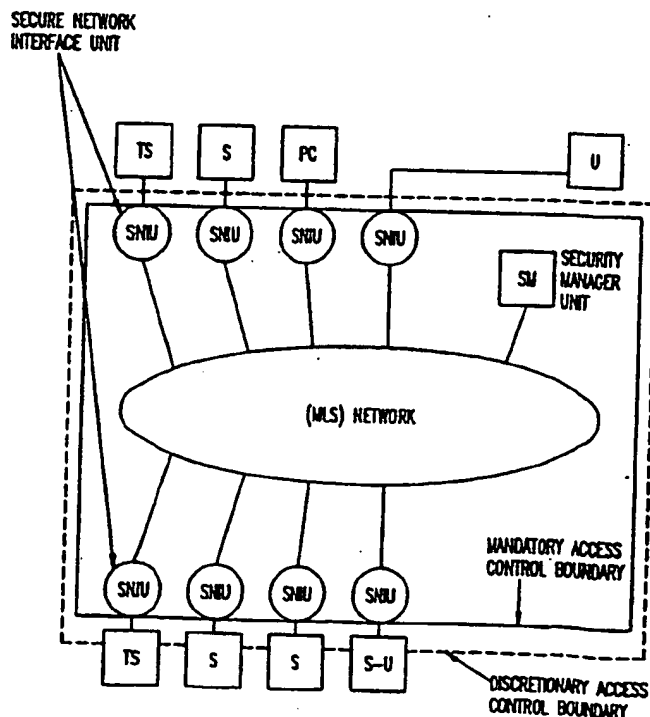 SECURE NETWORK
INTERFACE UNIT
TS
S
PC
U
SNIU
SNIU
SNIU
SNIU
SM
SECURITY
MANAGER
UNIT
(MLS) NETWORK
MANDATORY ACCESS
CONTROL BOUNDARY
SNIU
SNIU
SNIU
SNIU
TS
S
S
S-U
DISCRETIONARY ACCESS
CONTROL BOUNDARY